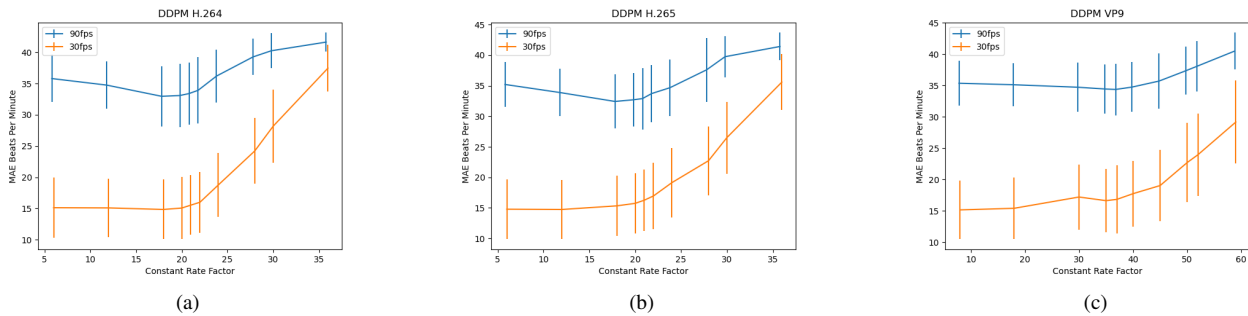 DDPM H.264
90fps
30fps
40
35
30
25
20
15
10
MAE Beats Per Minute
5
10
15
20
25
30
35
Constant Rate Factor
(a)
DDPM H.265
90fps
30fps
45
40
35
30
25
20
15
10
MAE Beats Per Minute
5
10
15
20
25
30
35
Constant Rate Factor
(b)
DDPM VP9
90fps
30fps
45
40
35
30
25
20
15
10
MAE Beats Per Minute
10
20
30
40
50
60
Constant Rate Factor
(c)